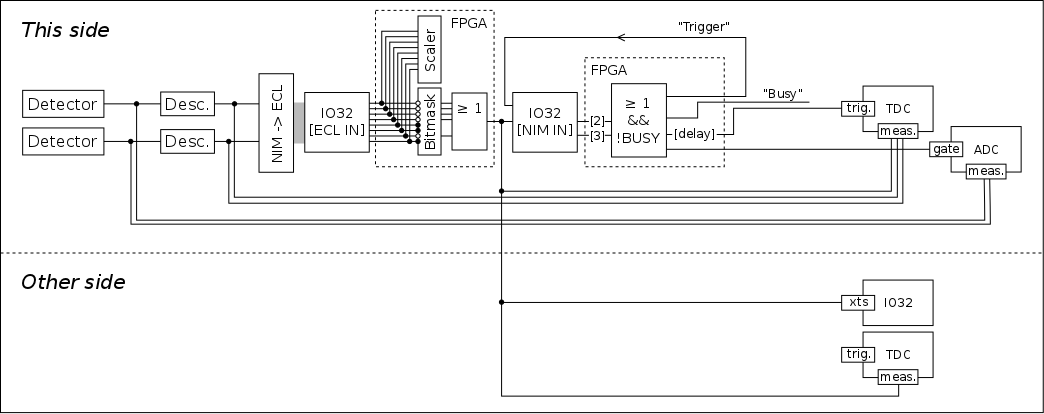 This side
FPGA
"Trigger"
Scaler
FPGA
Detector
Desc.
NIM -> ECL
IO32
[ECL IN]
Bitmask
≥ 1
IO32
[NIM IN]
[2]
[3]
≥ 1
&&
!BUSY
"Busy"
[delay]
trig.
TDC
meas.
Detector
Desc.
gate
ADC
meas.
Other side
xts
IO32
trig.
TDC
meas.